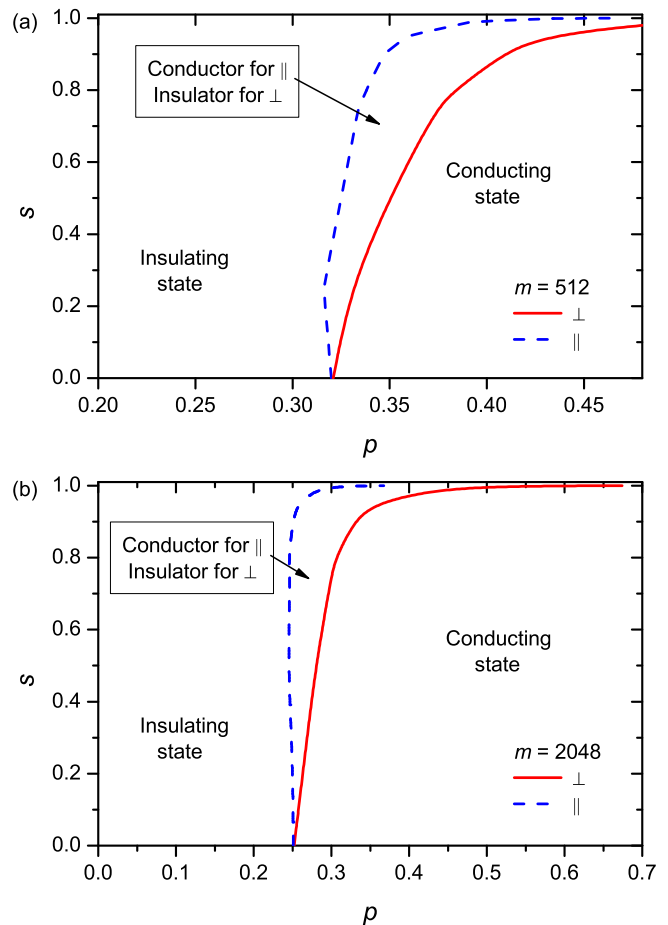 (a)
1.0
0.8
0.6
0.4
0.2
0.0
s
Conductor for ∥
Insulator for ⊥
Conducting
state
Insulating
state
m = 512
⊥
∥
0.20 0.25 0.30 0.35 0.40 0.45
p
(b)
1.0
0.8
0.6
0.4
0.2
0.0
s
Conductor for ∥
Insulator for ⊥
Conducting
state
Insulating
state
m = 2048
⊥
∥
0.0 0.1 0.2 0.3 0.4 0.5 0.6 0.7
p